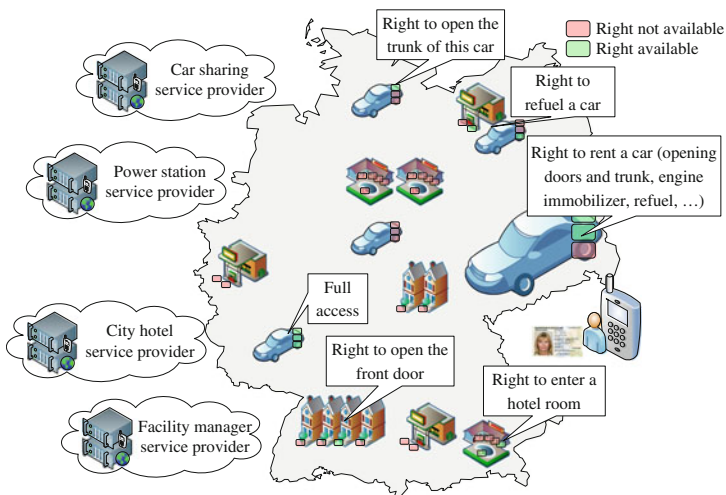 Right to open the
trunk of this car
Right not available
Right available
Car sharing
service provider
Right to
refuel a car
Power station
service provider
Right to rent a car (opening
doors and trunk, engine
immobilizer, refuel, …)
City hotel
service provider
Full
access
Right to open the
front door
Facility manager
service provider
Right to enter a
hotel room